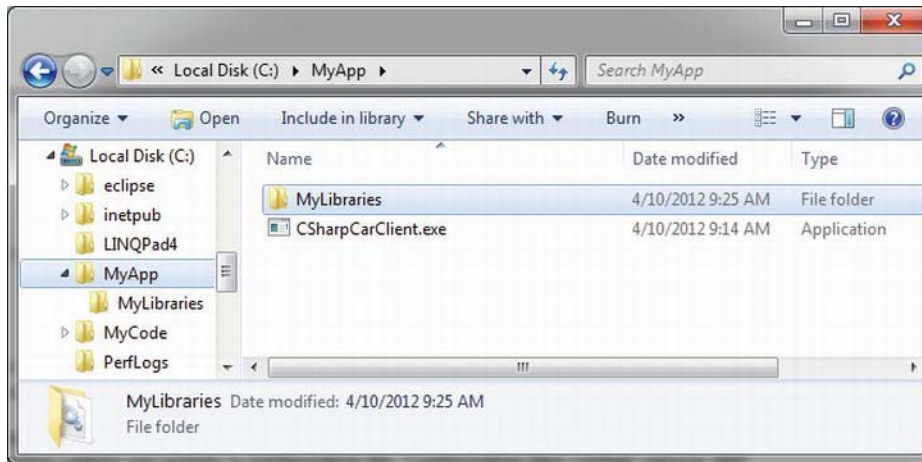 « Local Disk (C:) ▸ MyApp ▸
Search MyApp
Organize ▾ Open Include in library ▾ Share with ▾ Burn »
Local Disk (C:)
eclipse
inetpub
LINQPad4
MyApp
MyLibraries
MyCode
PerfLogs
Name Date modified Type
MyLibraries 4/10/2012 9:25 AM File folder
CSharpCarClient.exe 4/10/2012 9:14 AM Application
MyLibraries Date modified: 4/10/2012 9:25 AM
File folder